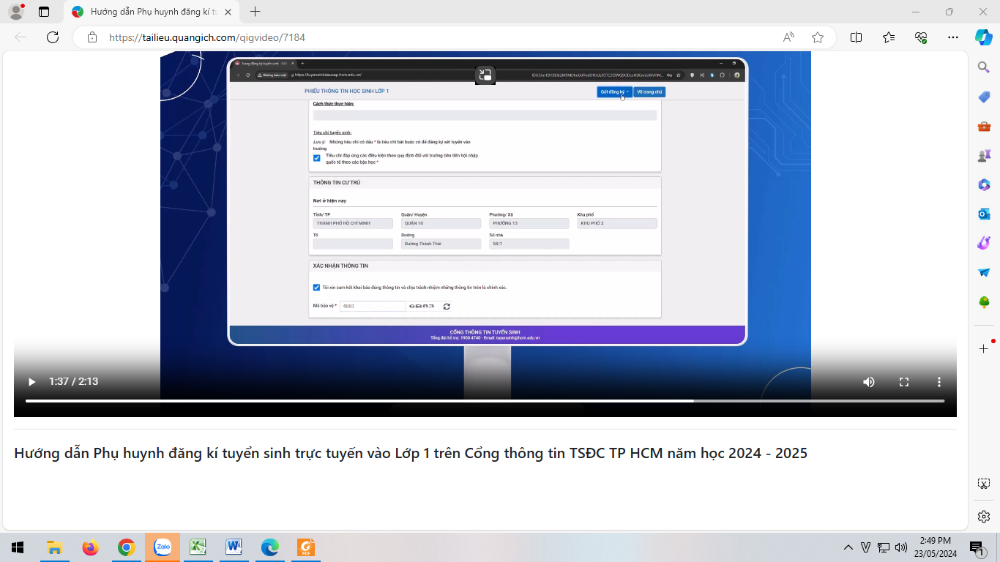 Hướng dẫn Phụ huynh đăng kí tu
https://tailieu.quangich.com/qigvideo/7184
Trang đăng ký tuyển sinh
Không bảo mật
https://tuyensinhdaucap.hcm.edu.vn/
PHIẾU THÔNG TIN HỌC SINH LỚP 1
Gửi đăng ký
Về trang chủ
Cách thức thực hiện:
Tiêu chí tuyển sinh:
Lưu ý: Những tiêu chí có dấu * là tiêu chí bắt buộc có để đăng ký xét tuyển vào
trường
Tiêu chí đáp ứng các điều kiện theo quy định đối với trường tiên tiến hội nhập
quốc tế theo các bậc học *
THÔNG TIN CƯ TRÚ
Nơi ở hiện nay
Tỉnh/ TP Quận/ Huyện Phường/ Xã Khu phố
THÀNH PHỐ HỒ CHÍ MINH QUẬN 10 PHƯỜNG 13 KHU PHỐ 2
Tổ Đường Số nhà
Đường Thành Thái 5B/1
XÁC NHẬN THÔNG TIN
Tôi xin cam kết khai báo đúng thông tin và chịu trách nhiệm những thông tin trên là chính xác.
Mã bảo vệ * 6B83 6B83
CỔNG THÔNG TIN TUYỂN SINH
Tổng đài hỗ trợ: 1900 4740 - Email: tuyensinh@hcm.edu.vn
1:37 / 2:13
Hướng dẫn Phụ huynh đăng kí tuyển sinh trực tuyến vào Lớp 1 trên Cổng thông tin TSĐC TP HCM năm học 2024 - 2025
Zalo
PDF
2:49 PM
23/05/2024
1